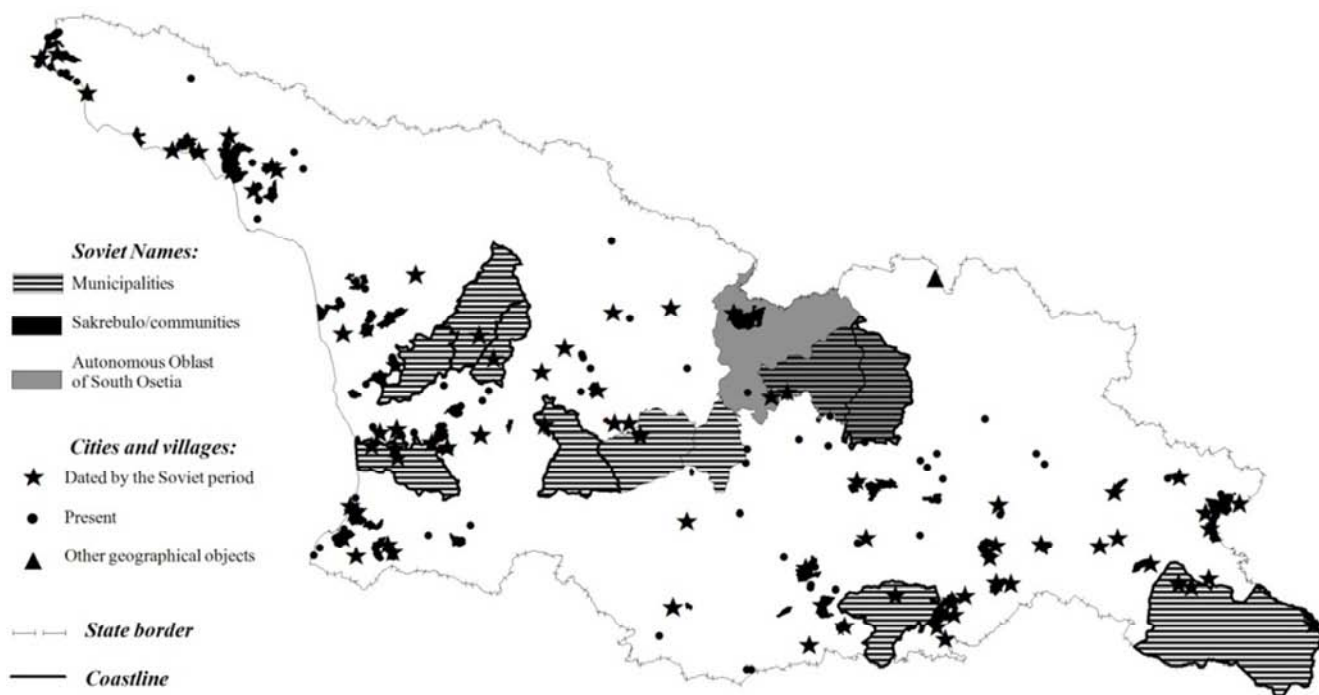 Soviet Names:
Municipalities
Sakrebulo/communities
Autonomous Oblast
of South Osetia
Cities and villages:
Dated by the Soviet period
Present
Other geographical objects
State border
Coastline